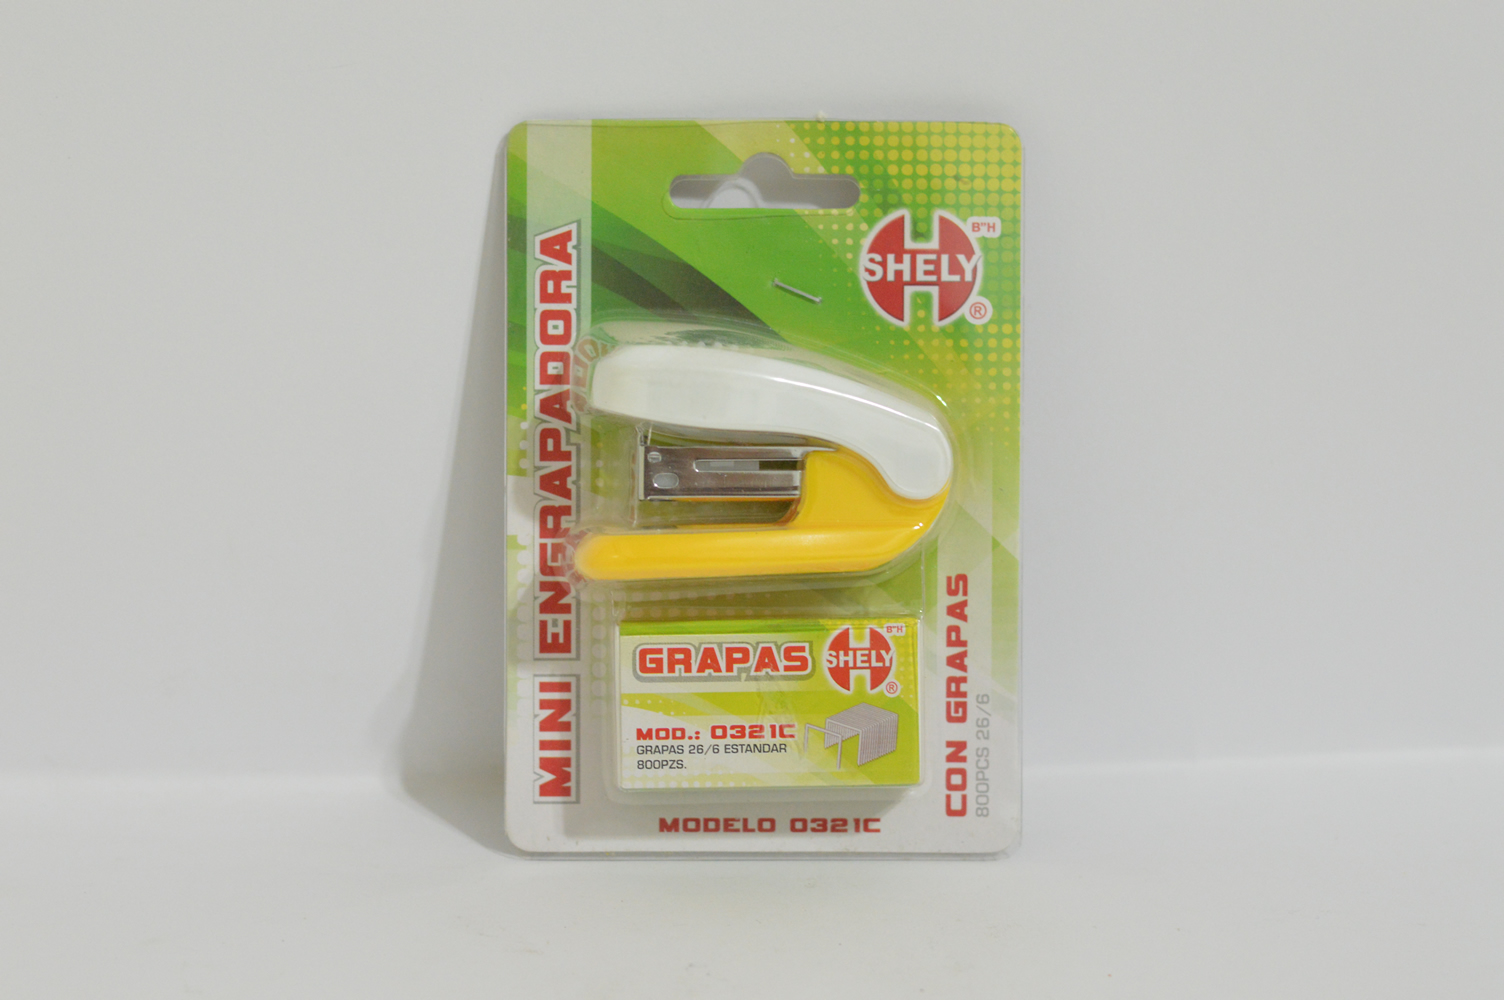 B"H
SHELY
®
MINI ENGRAPADORA
GRAPAS
B"H
SHELY
®
MOD.: 0321C
GRAPAS 26/6 ESTANDAR
800PZS.
CON GRAPAS
800PCS 26/6
MODELO 0321C